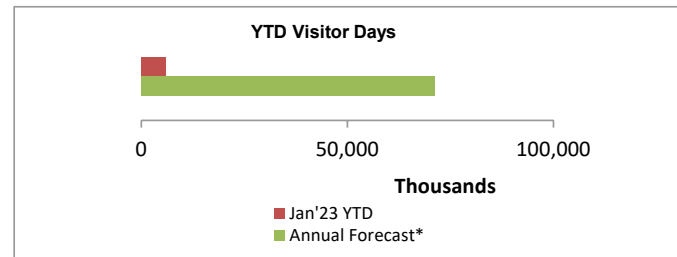 YTD Visitor Days
0 50,000 100,000
Thousands
Jan'23 YTD
Annual Forecast*